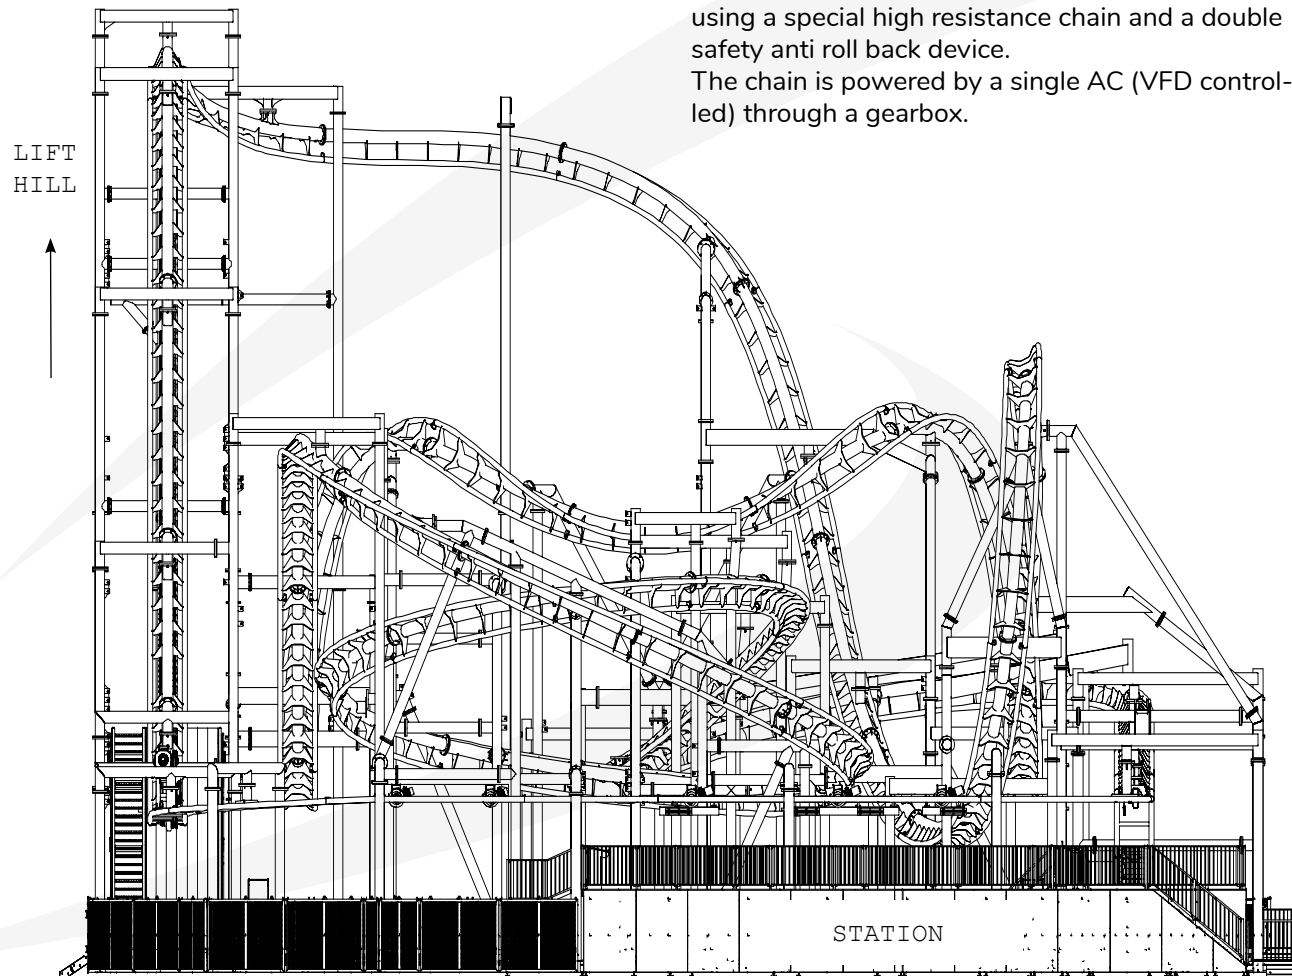 using a special high resistance chain and a double
safety anti roll back device.
The chain is powered by a single AC (VFD control-
led) through a gearbox.
LIFT
HILL
STATION